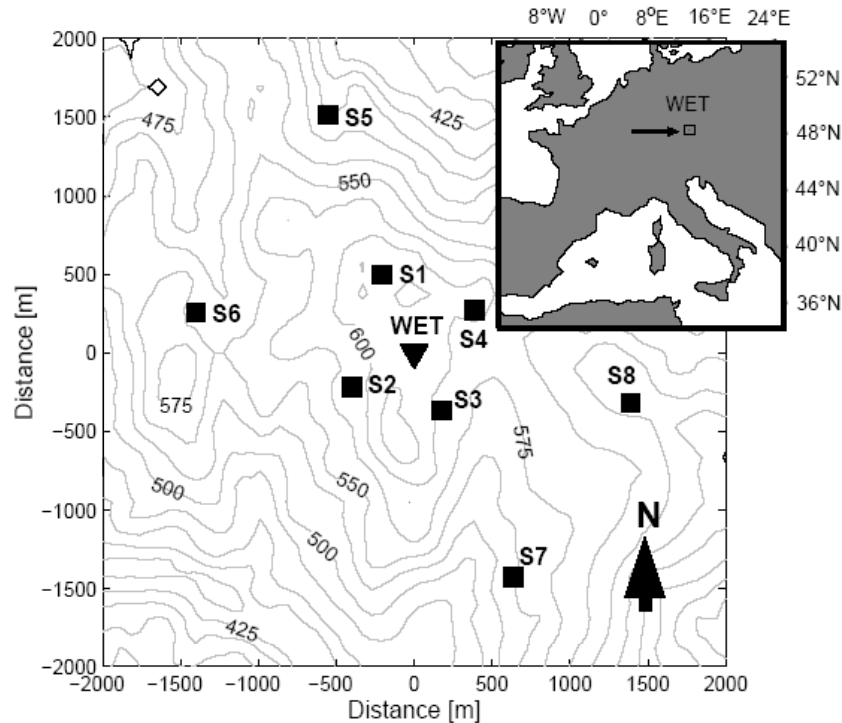 8°W 0° 8°E 16°E 24°E
2000
52°N
475
WET
1500
S5
425
48°N
1000
550
44°N
500
S1
40°N
S6
WET
S4
36°N
600
0
S2
S8
575
S3
−500
575
500
550
−1000
N
500
S7
−1500
425
−2000
−2000 −1500 −1000 −500 0 500 1000 1500 2000
Distance [m]
Distance [m]